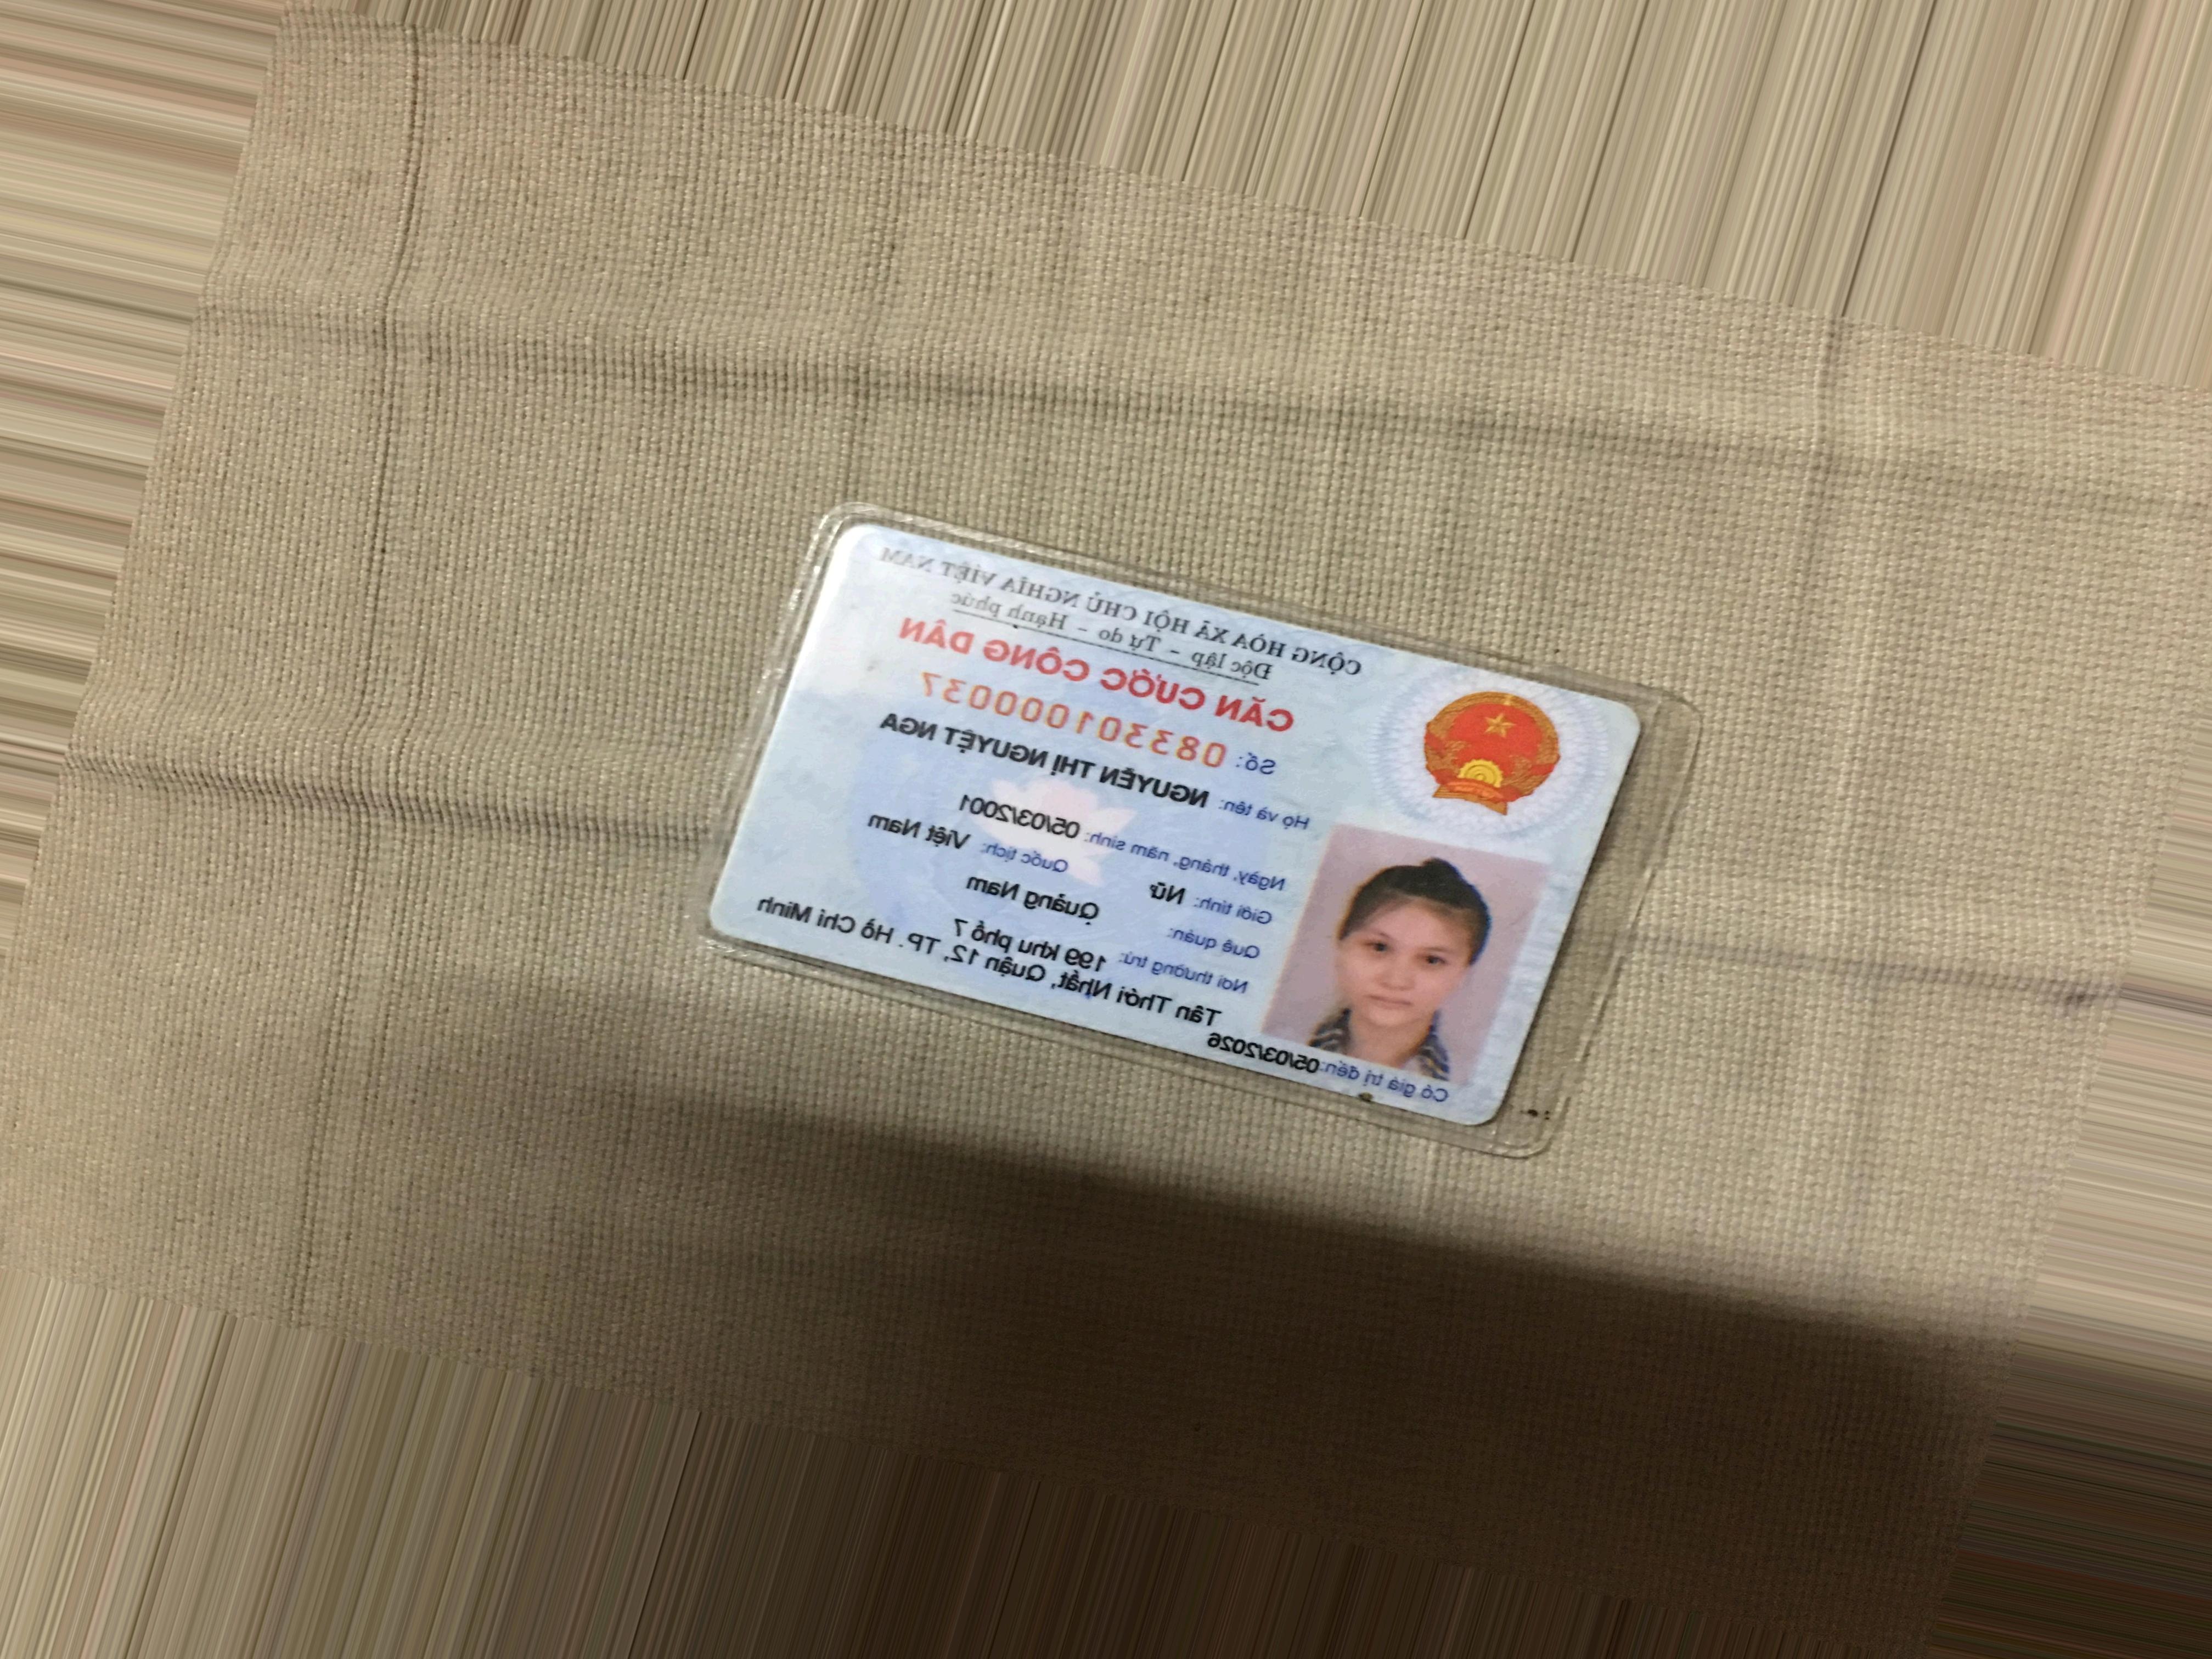 CỘNG HÒA XÃ HỘI CHỦ NGHĨA VIỆT NAM
Độc lập - Tự do - Hạnh phúc
CĂN CƯỚC CÔNG DÂN
Số: 083301000037
Họ và tên: NGUYỄN THỊ NGUYỆT NGA
Ngày, tháng, năm sinh: 05/03/2001
Giới tính: Nữ Quốc tịch: Việt Nam
Quê quán: Quảng Nam
Nơi thường trú: 199 khu phố 7
Tân Thới Nhất, Quận 12, TP. Hồ Chí Minh
Có giá trị đến: 05/03/2026